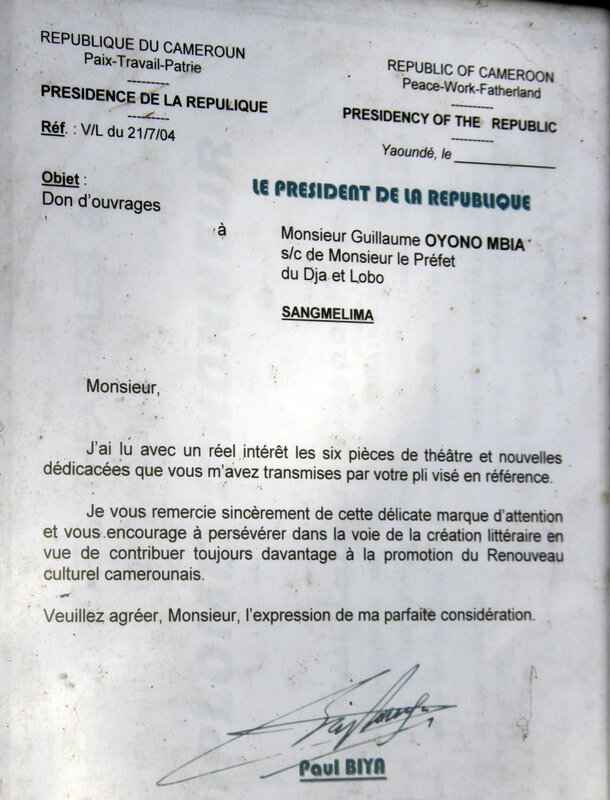 REPUBLIQUE DU CAMEROUN
Paix-Travail-Patrie
----------
PRESIDENCE DE LA REPULIQUE
----------
Réf. : V/L du 21/7/04
REPUBLIC OF CAMEROON
Peace-Work-Fatherland
----------
PRESIDENCY OF THE REPUBLIC
----------
Yaoundé, le _______________
Objet :
Don d'ouvrages
LE PRESIDENT DE LA REPUBLIQUE
à
Monsieur Guillaume OYONO MBIA
s/c de Monsieur le Préfet
du Dja et Lobo
SANGMELIMA
Monsieur,
J'ai lu avec un réel intérêt les six pièces de théâtre et nouvelles
dédicacées que vous m'avez transmises par votre pli visé en référence.
Je vous remercie sincèrement de cette délicate marque d'attention
et vous encourage à persévérer dans la voie de la création littéraire en
vue de contribuer toujours davantage à la promotion du Renouveau
culturel camerounais.
Veuillez agréer, Monsieur, l'expression de ma parfaite considération.
Paul BIYA